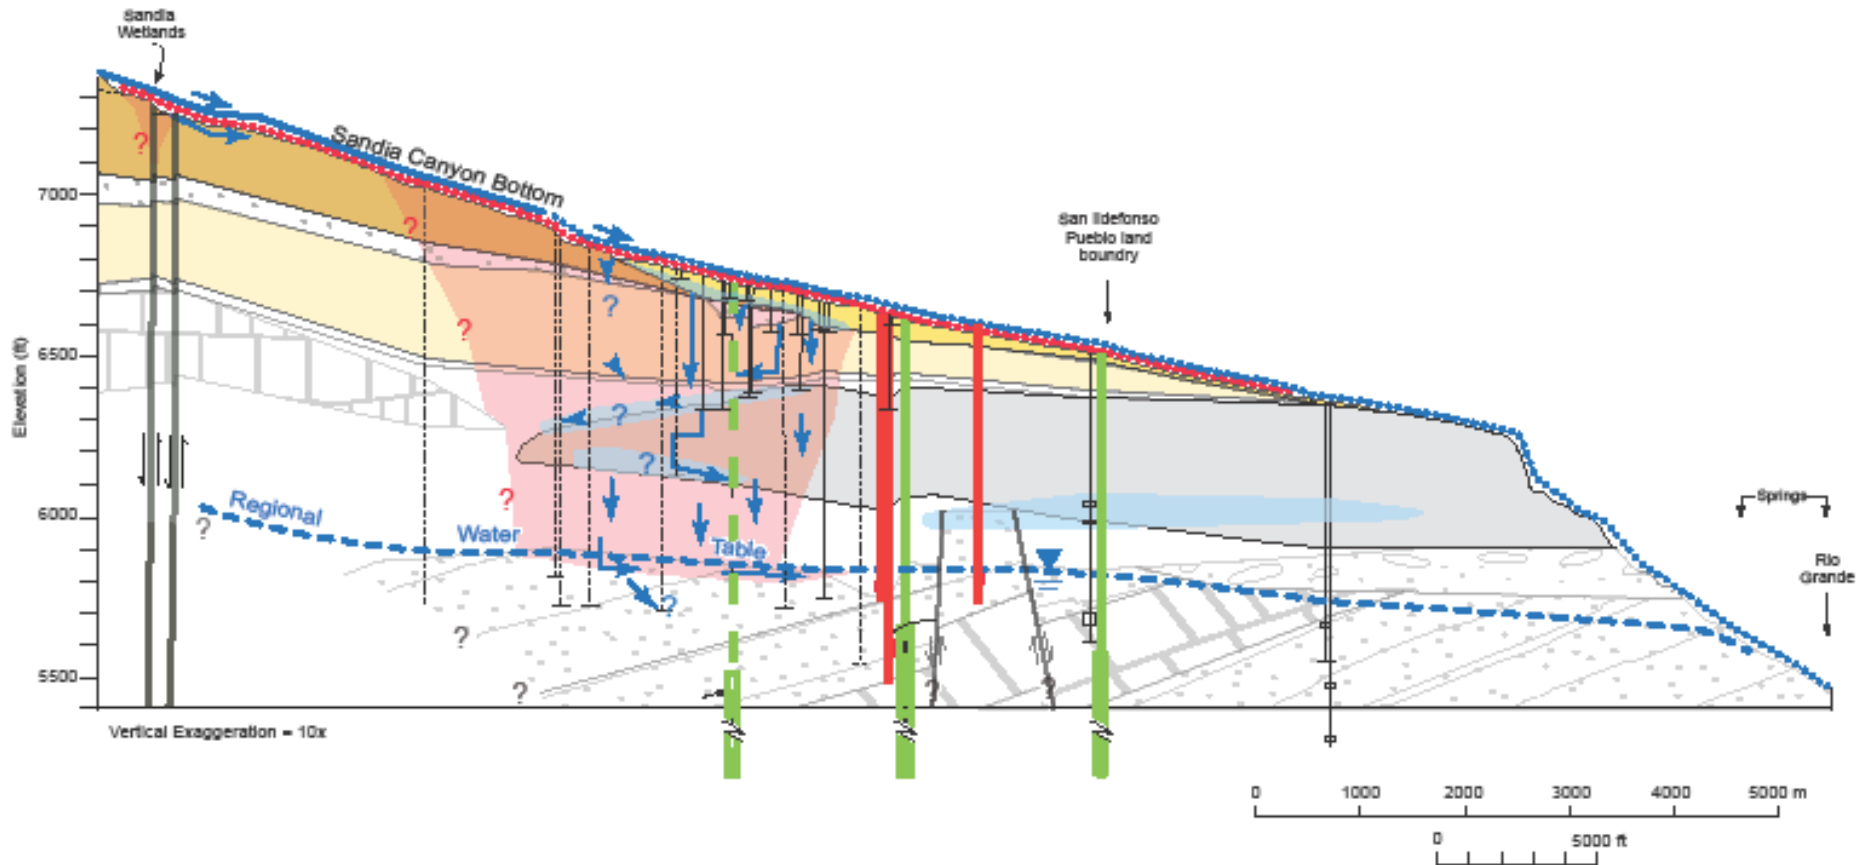 Sandia
Wetlands
Sandia Canyon Bottom
San Ildefonso
Pueblo land
boundry
7000
6500
6000
5500
Elevation (ft)
?
?
?
?
?
?
?
?
?
Regional
Water
Table
?
?
?
?
?
Springs
Rio
Grande
Vertical Exaggeration = 10x
0 1000 2000 3000 4000 5000 m
0 5000 ft